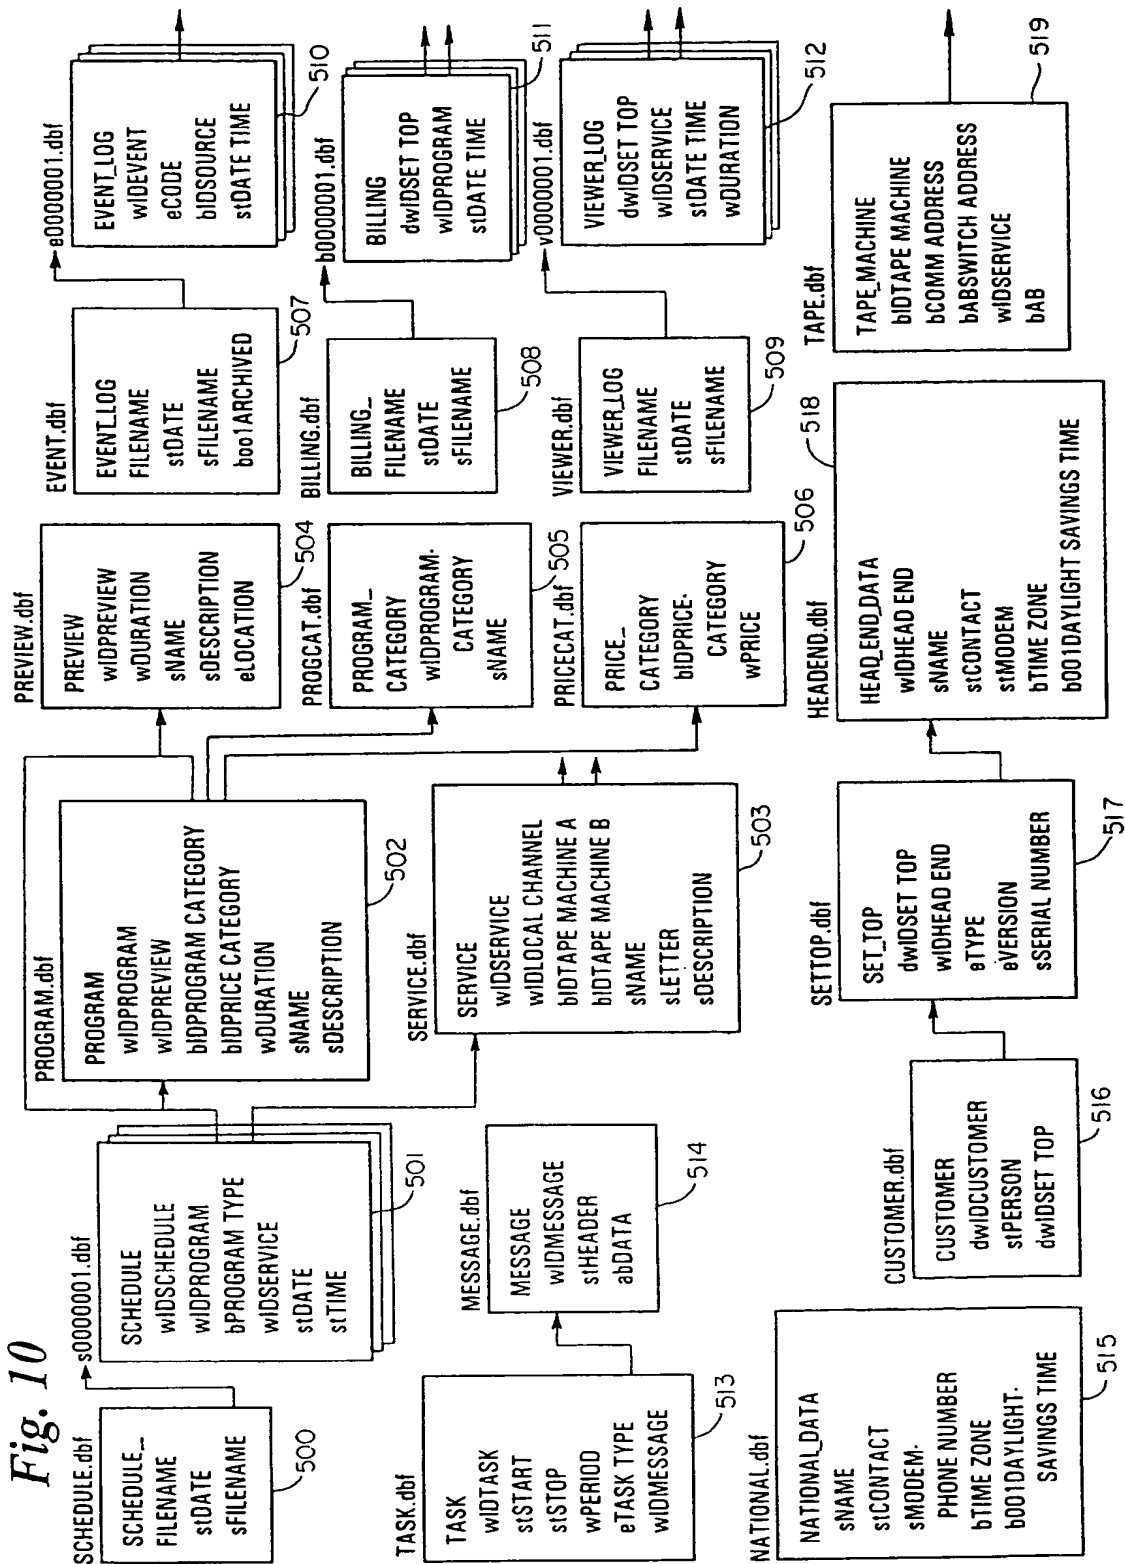 Fig. 10
SCHEDULE.dbf
SCHEDULE_
FILENAME
stDATE
sFILENAME
500
s0000001.dbf
SCHEDULE
wIDSCHEDULE
wIDPROGRAM
bPROGRAM TYPE
wIDSERVICE
stDATE
stTIME
501
PROGRAM.dbf
PROGRAM
wIDPROGRAM
wIDPREVIEW
bIDPROGRAM CATEGORY
bIDPRICE CATEGORY
wDURATION
sNAME
sDESCRIPTION
502
PREVIEW.dbf
PREVIEW
wIDPREVIEW
wDURATION
sNAME
sDESCRIPTION
eLOCATION
504
EVENT.dbf
EVENT_LOG
FILENAME
stDATE
sFILENAME
boo1ARCHIVED
507
e0000001.dbf
EVENT_LOG
wIDEVENT
eCODE
bIDSOURCE
stDATE TIME
510
PROGCAT.dbf
PROGRAM_
CATEGORY
wIDPROGRAM-
CATEGORY
sNAME
505
BILLING.dbf
BILLING_
FILENAME
stDATE
sFILENAME
508
b0000001.dbf
BILLING
dwIDSET TOP
wIDPROGRAM
stDATE TIME
511
TASK.dbf
TASK
wIDTASK
stSTART
stSTOP
wPERIOD
eTASK TYPE
wIDMESSAGE
513
MESSAGE.dbf
MESSAGE
wIDMESSAGE
stHEADER
abDATA
514
SERVICE.dbf
SERVICE
wIDSERVICE
wIDLOCAL CHANNEL
bIDTAPE MACHINE A
bIDTAPE MACHINE B
sNAME
sLETTER
sDESCRIPTION
503
PRICECAT.dbf
PRICE_
CATEGORY
bIDPRICE-
CATEGORY
wPRICE
506
VIEWER.dbf
VIEWER_LOG
FILENAME
stDATE
sFILENAME
509
v0000001.dbf
VIEWER_LOG
dwIDSET TOP
wIDSERVICE
stDATE TIME
wDURATION
512
NATIONAL.dbf
NATIONAL_DATA
sNAME
stCONTACT
sMODEM-
PHONE NUMBER
bTIME ZONE
b001DAYLIGHT-
SAVINGS TIME
515
CUSTOMER.dbf
CUSTOMER
dwIDCUSTOMER
stPERSON
dwIDSET TOP
516
SETTOP.dbf
SET_TOP
dwIDSET TOP
wIDHEAD END
eTYPE
eVERSION
sSERIAL NUMBER
517
HEADEND.dbf
HEAD_END_DATA
wIDHEAD END
sNAME
stCONTACT
stMODEM
bTIME ZONE
b001DAYLIGHT SAVINGS TIME
518
TAPE.dbf
TAPE_MACHINE
bIDTAPE MACHINE
bCOMM ADDRESS
bABSWITCH ADDRESS
wIDSERVICE
bAB
519